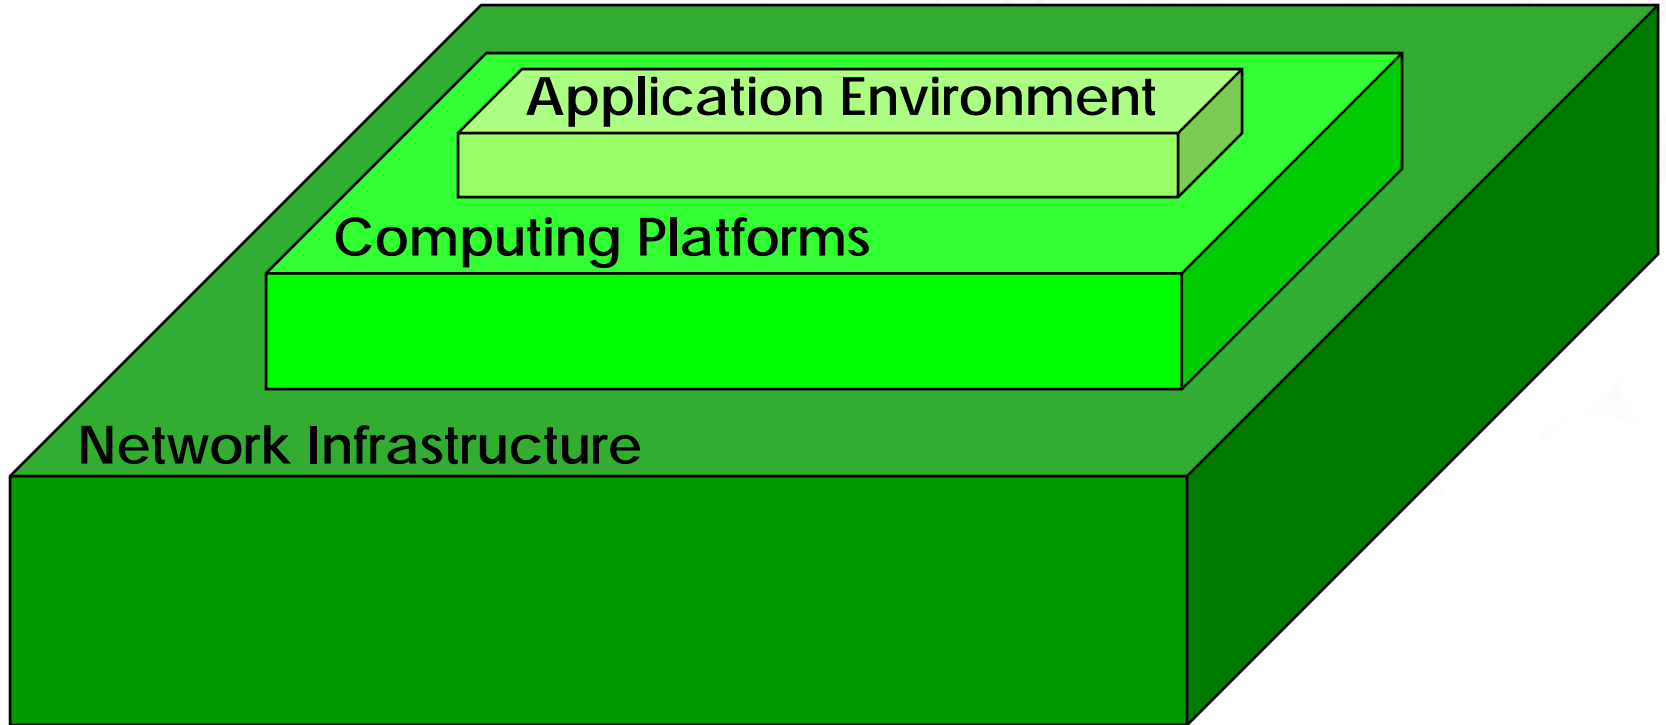 Application Environment
Computing Platforms
Network Infrastructure